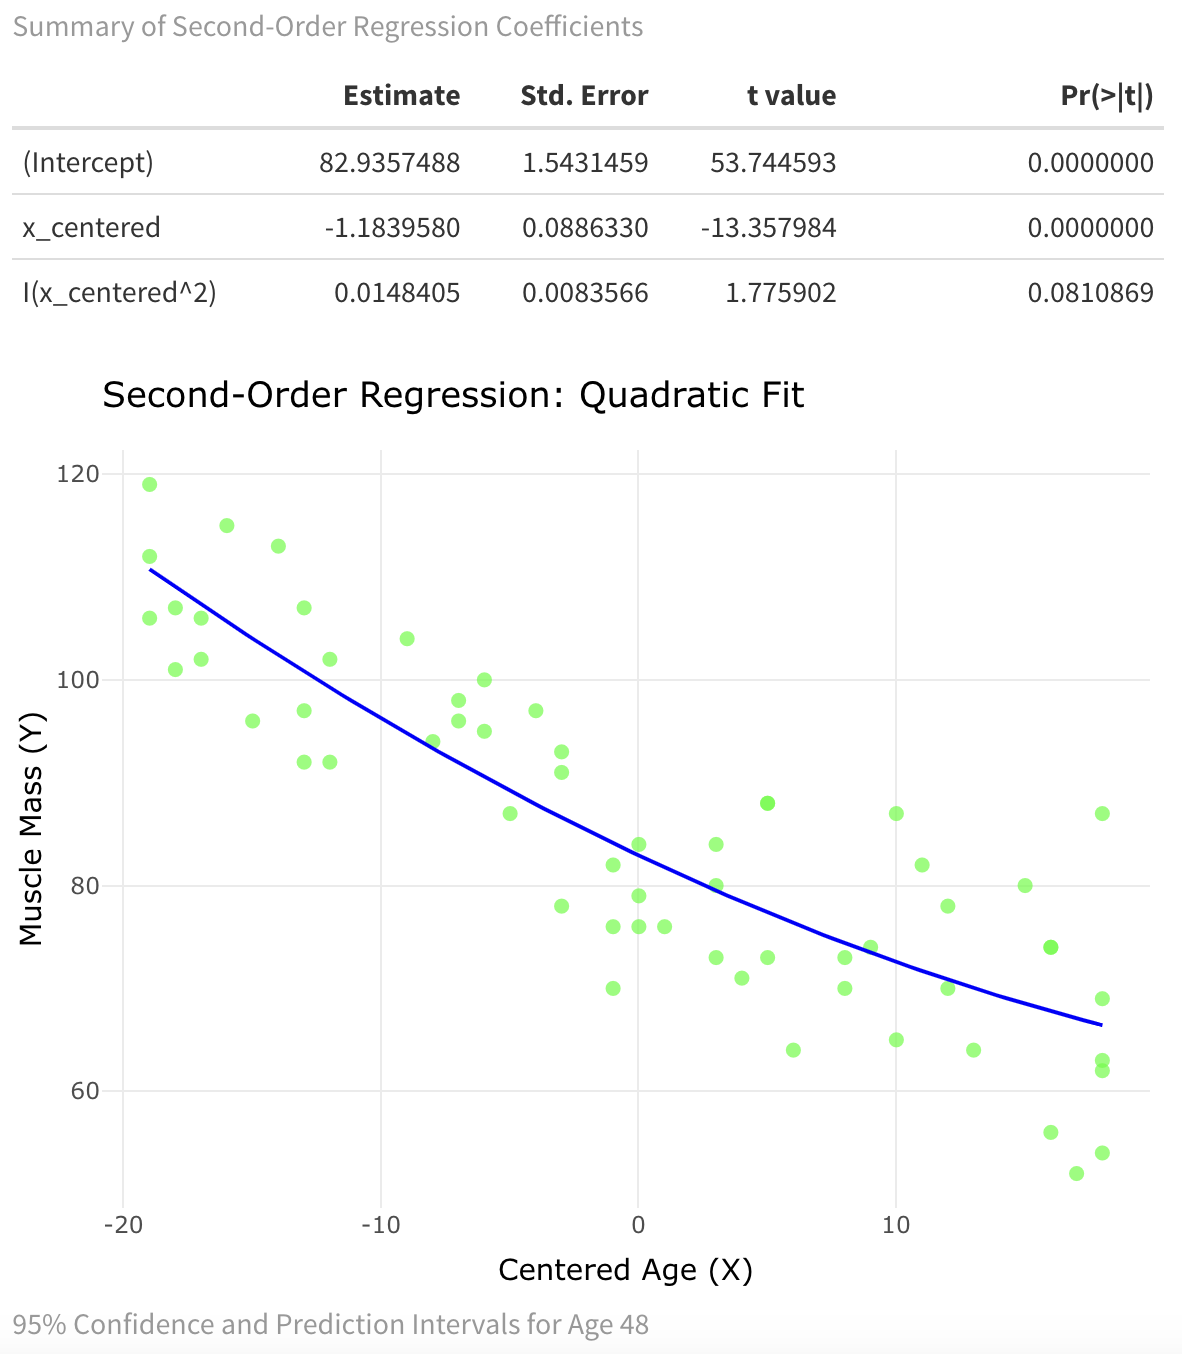 Summary of Second-Order Regression Coefficients
Estimate Std. Error t value Pr(>|t|)
(Intercept) 82.9357488 1.5431459 53.744593 0.0000000
x_centered -1.1839580 0.0886330 -13.357984 0.0000000
I(x_centered^2) 0.0148405 0.0083566 1.775902 0.0810869
Second-Order Regression: Quadratic Fit
120
100
80
60
Muscle Mass (Y)
-20 -10 0 10
Centered Age (X)
95% Confidence and Prediction Intervals for Age 48